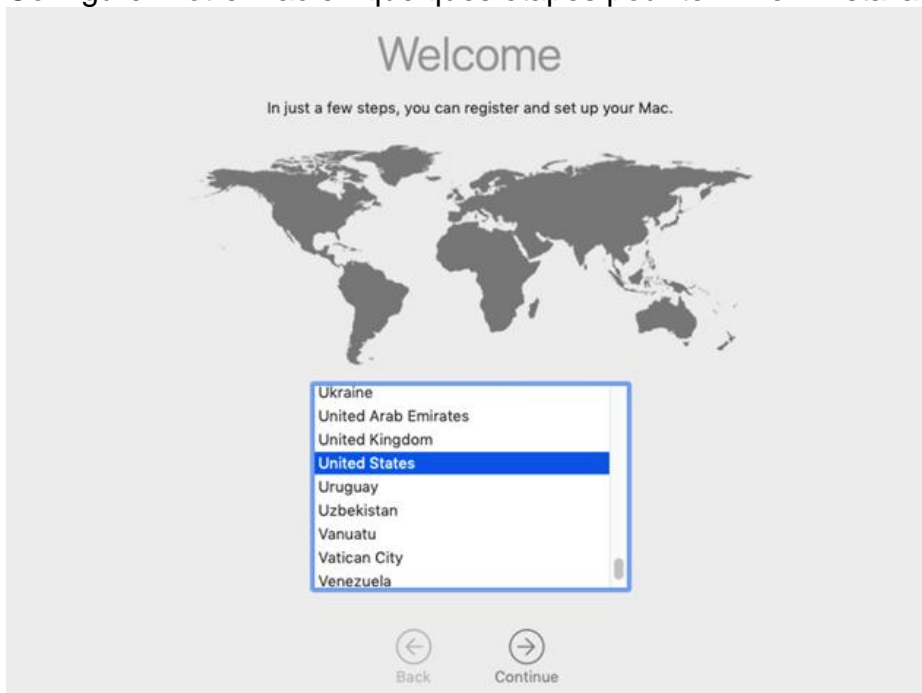 Welcome
In just a few steps, you can register and set up your Mac.
Ukraine
United Arab Emirates
United Kingdom
United States
Uruguay
Uzbekistan
Vanuatu
Vatican City
Venezuela
Back
Continue